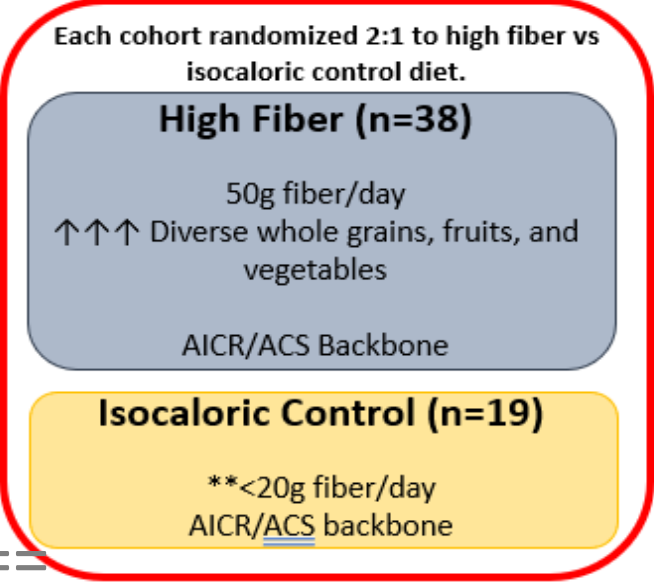 Each cohort randomized 2:1 to high fiber vs
isocaloric control diet.
High Fiber (n=38)
50g fiber/day
↑↑↑ Diverse whole grains, fruits, and
vegetables
AICR/ACS Backbone
Isocaloric Control (n=19)
**<20g fiber/day
AICR/ACS backbone